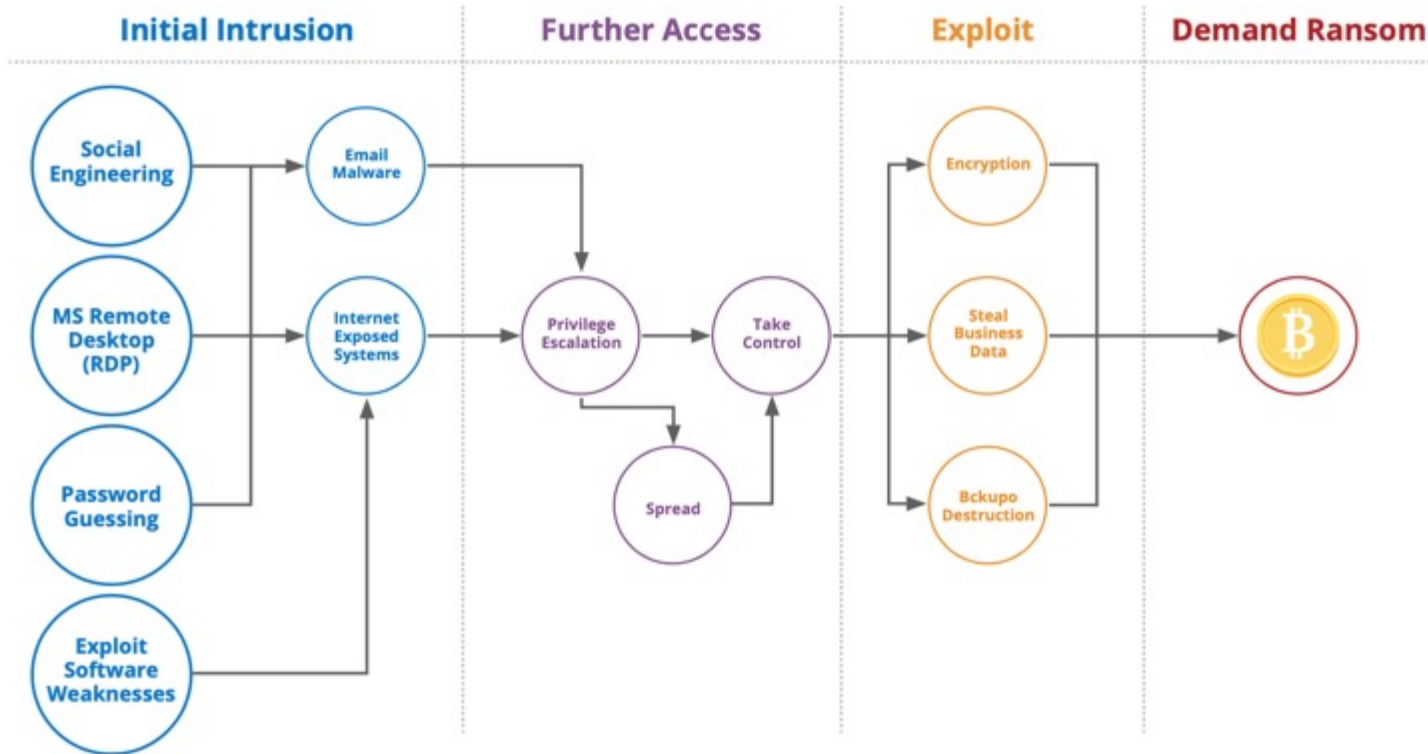 Initial Intrusion
Further Access
Exploit
Demand Ransom
Social
Engineering
Email
Malware
Encryption
MS Remote
Desktop
(RDP)
Internet
Exposed
Systems
Privilege
Escalation
Take
Control
Steal
Business
Data
Password
Guessing
Spread
Bckupo
Destruction
Exploit
Software
Weaknesses